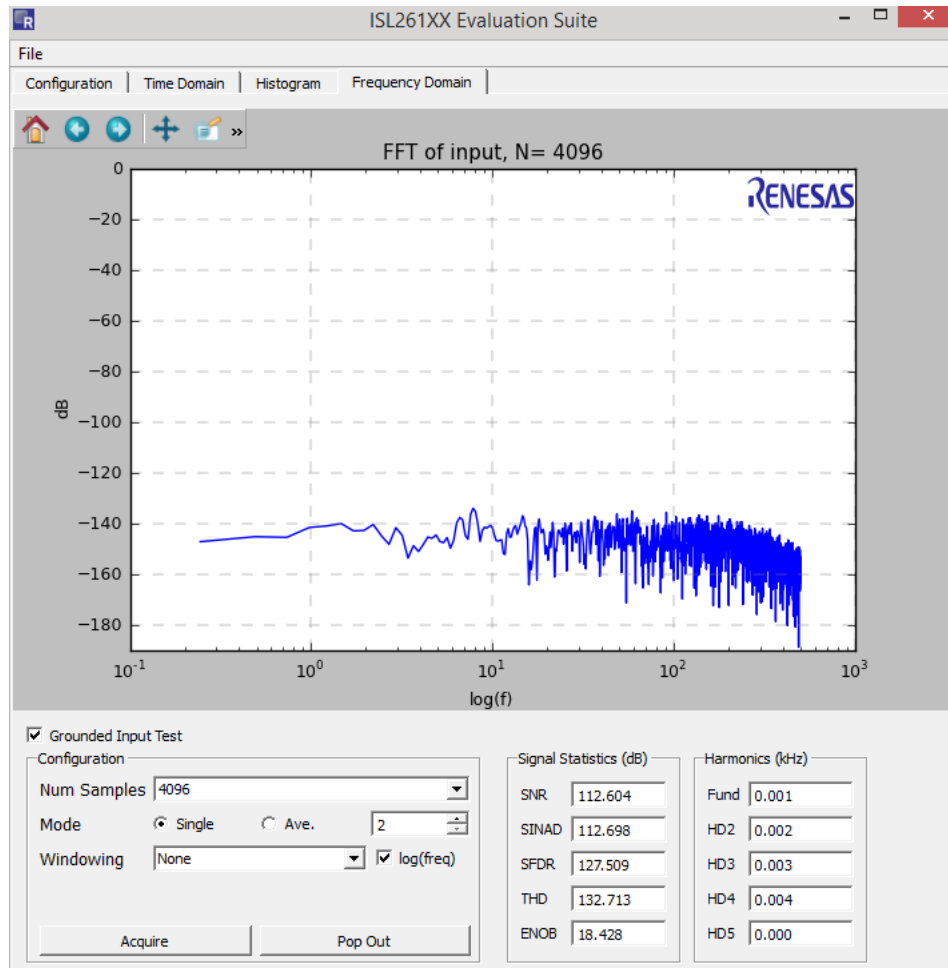 R
ISL261XX Evaluation Suite
File
Configuration Time Domain Histogram Frequency Domain
»
FFT of input, N= 4096
RENESAS
0
−20
−40
−60
−80
−100
−120
−140
−160
−180
dB
10^-1 10^0 10^1 10^2 10^3
log(f)
Grounded Input Test
Configuration
Num Samples 4096
Mode Single Ave. 2
Windowing None log(freq)
Acquire Pop Out
Signal Statistics (dB)
SNR 112.604
SINAD 112.698
SFDR 127.509
THD 132.713
ENOB 18.428
Harmonics (kHz)
Fund 0.001
HD2 0.002
HD3 0.003
HD4 0.004
HD5 0.000